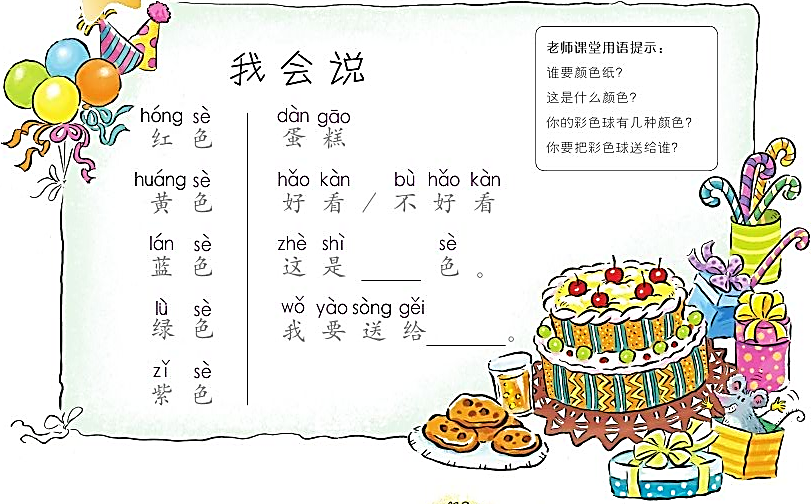 我会说
老师课堂用语提示：
谁要颜色纸？
这是什么颜色？
你的彩色球有几种颜色？
你要把彩色球送给谁？
hóng sè
红 色
huáng sè
黄 色
lán sè
蓝 色
lǜ sè
绿 色
zǐ sè
紫 色
dàn gāo
蛋 糕
hǎo kàn bù hǎo kàn
好 看 / 不 好 看
zhè shì sè
这 是 _____ 色 。
wǒ yào sòng gěi
我 要 送 给 ______ 。